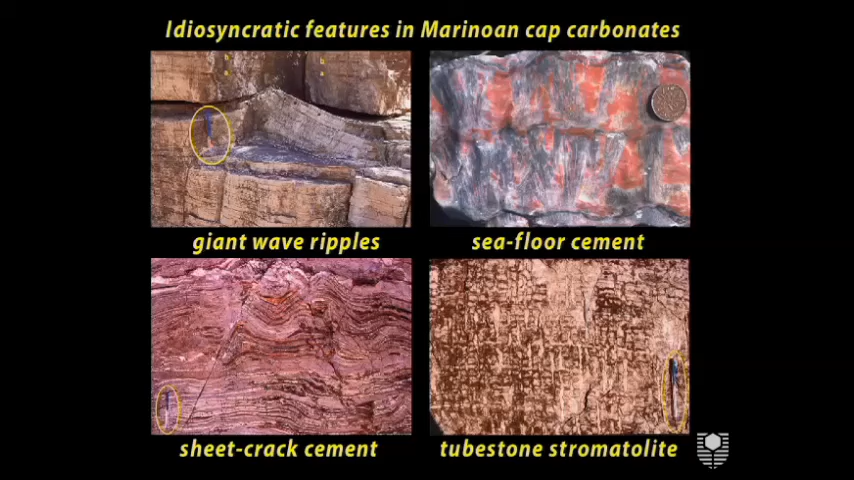 Idiosyncratic features in Marinoan cap carbonates
b b
a a
giant wave ripples
sea-floor cement
sheet-crack cement
tubestone stromatolite